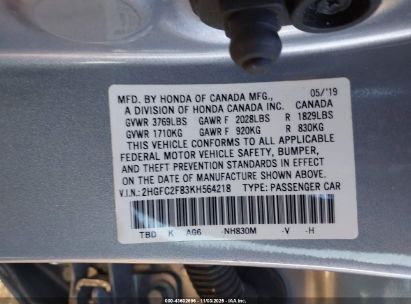 MFD. BY HONDA OF CANADA MFG., 05/'19
A DIVISION OF HONDA CANADA INC. CANADA
GVWR 3769LBS GAWR F 2028LBS R 1829LBS
GVWR 1710KG GAWR F 920KG R 830KG
THIS VEHICLE CONFORMS TO ALL APPLICABLE
FEDERAL MOTOR VEHICLE SAFETY, BUMPER,
AND THEFT PREVENTION STANDARDS IN EFFECT
ON THE DATE OF MANUFACTURE SHOWN ABOVE.
V.I.N.: 2HGFC2F83KH564218 TYPE: PASSENGER CAR
TBD K AG6 -NH830M -V -H